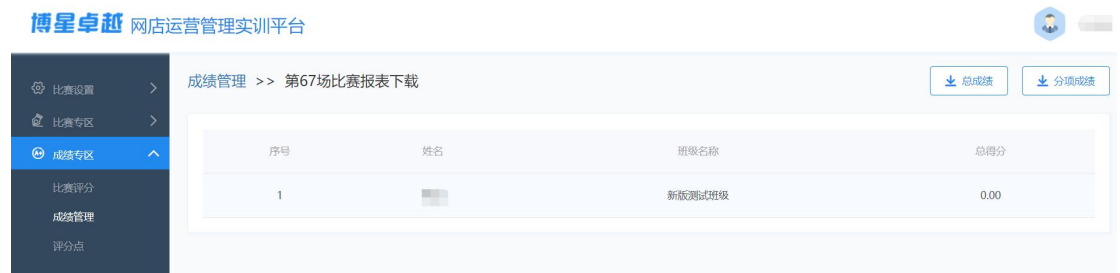 博星卓越 网店运营管理实训平台
成绩管理 >> 第67场比赛报表下载
总成绩
分项成绩
比赛设置
比赛专区
成绩专区
比赛评分
成绩管理
评分点
序号 姓名 班级名称 总得分
1 新版测试班级 0.00